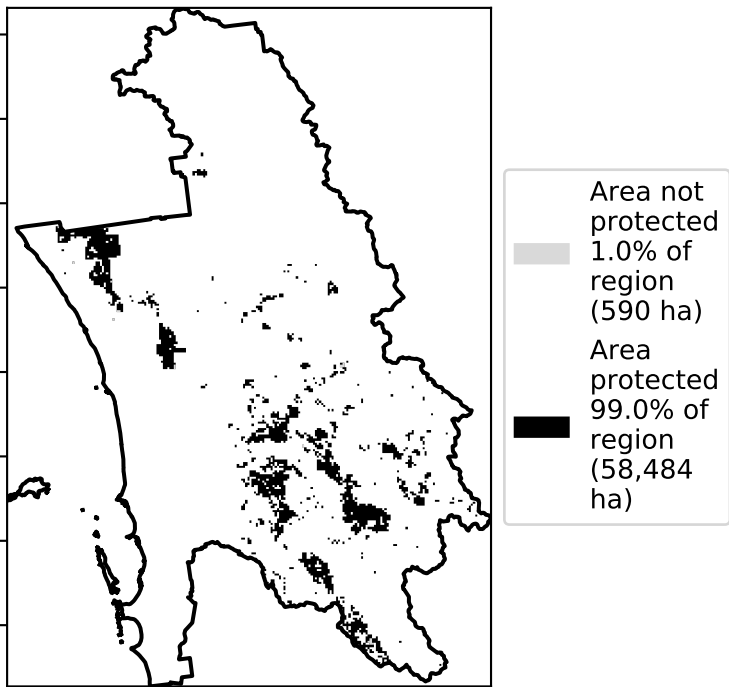 Area not
protected
1.0% of
region
(590 ha)
Area
protected
99.0% of
region
(58,484
ha)